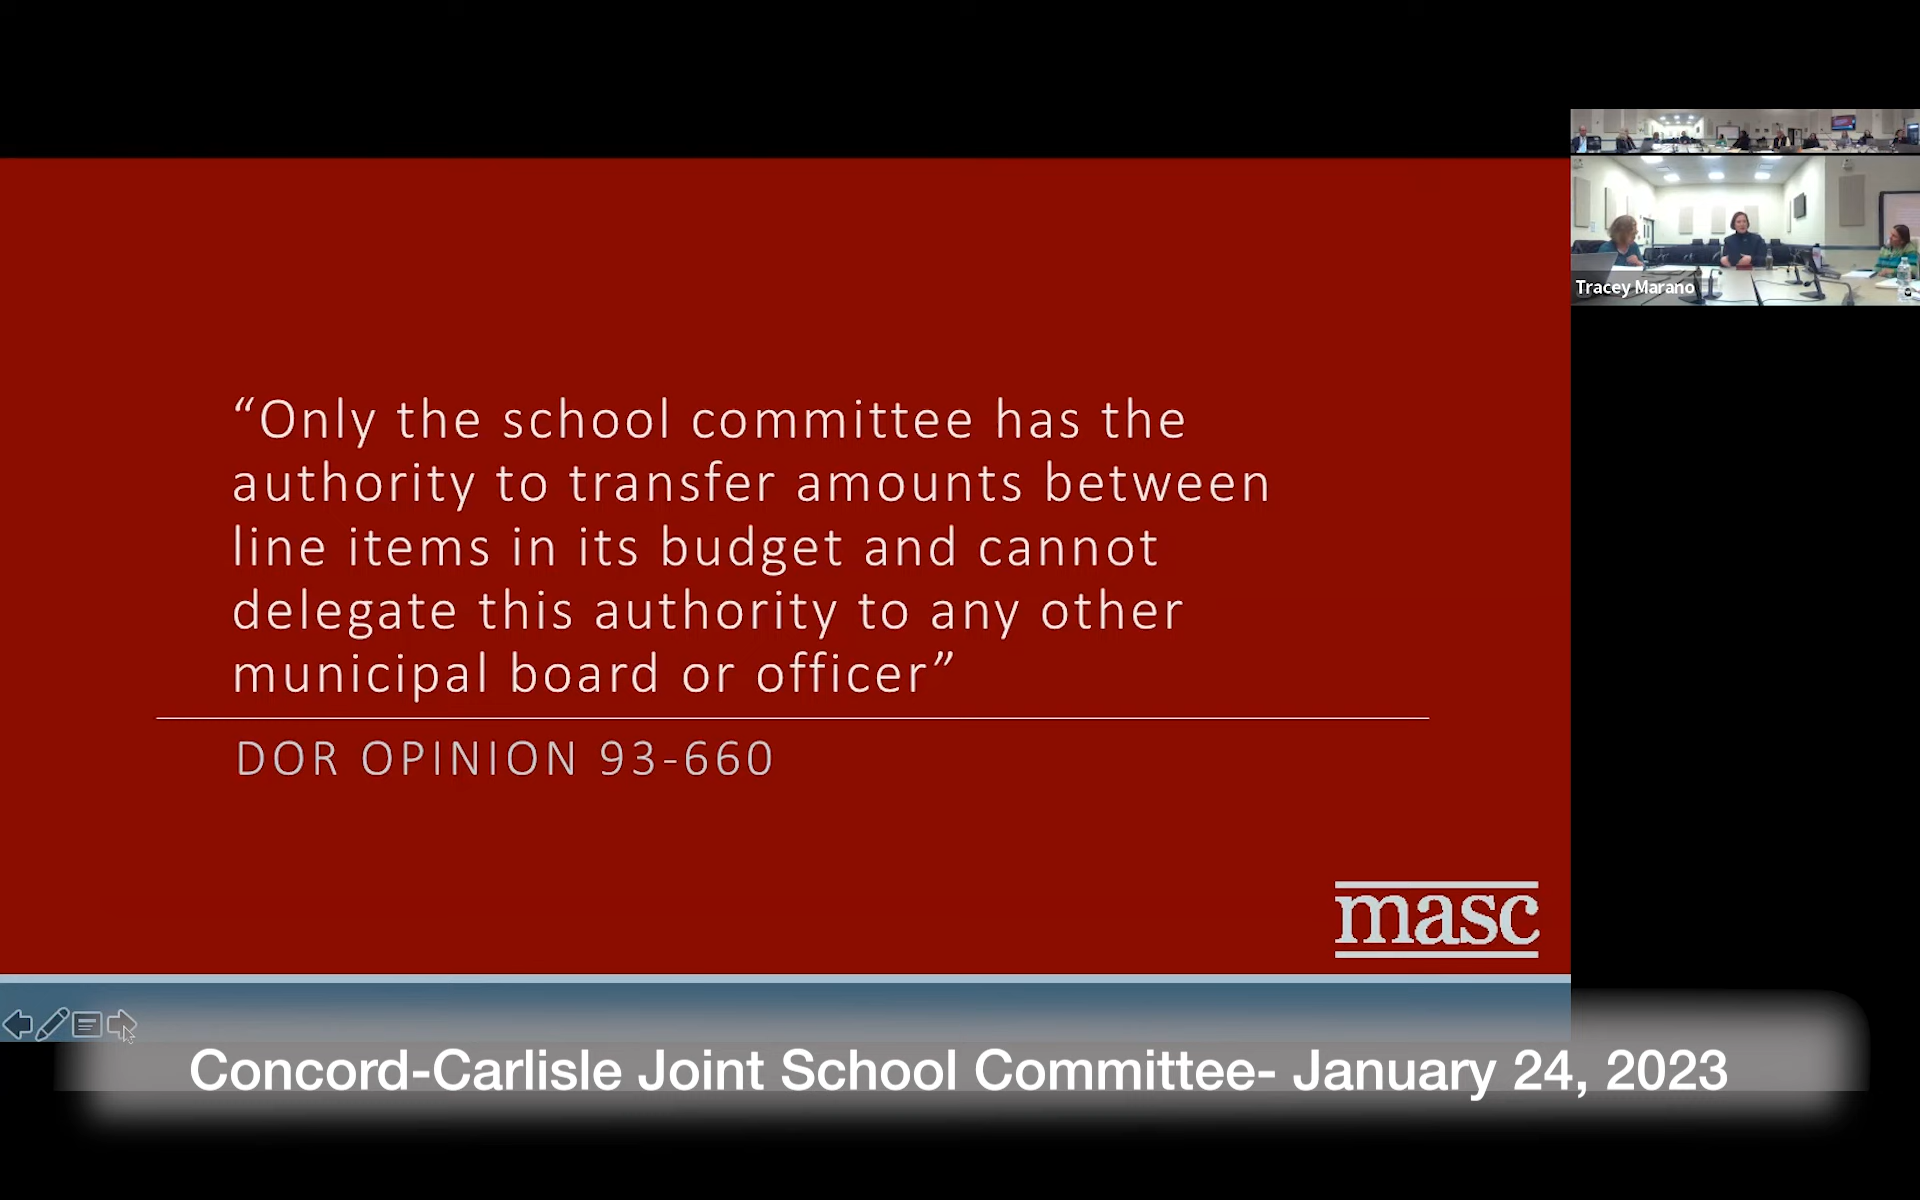 “Only the school committee has the
authority to transfer amounts between
line items in its budget and cannot
delegate this authority to any other
municipal board or officer”
DOR OPINION 93-660
masc
Tracey Marano
Concord-Carlisle Joint School Committee- January 24, 2023